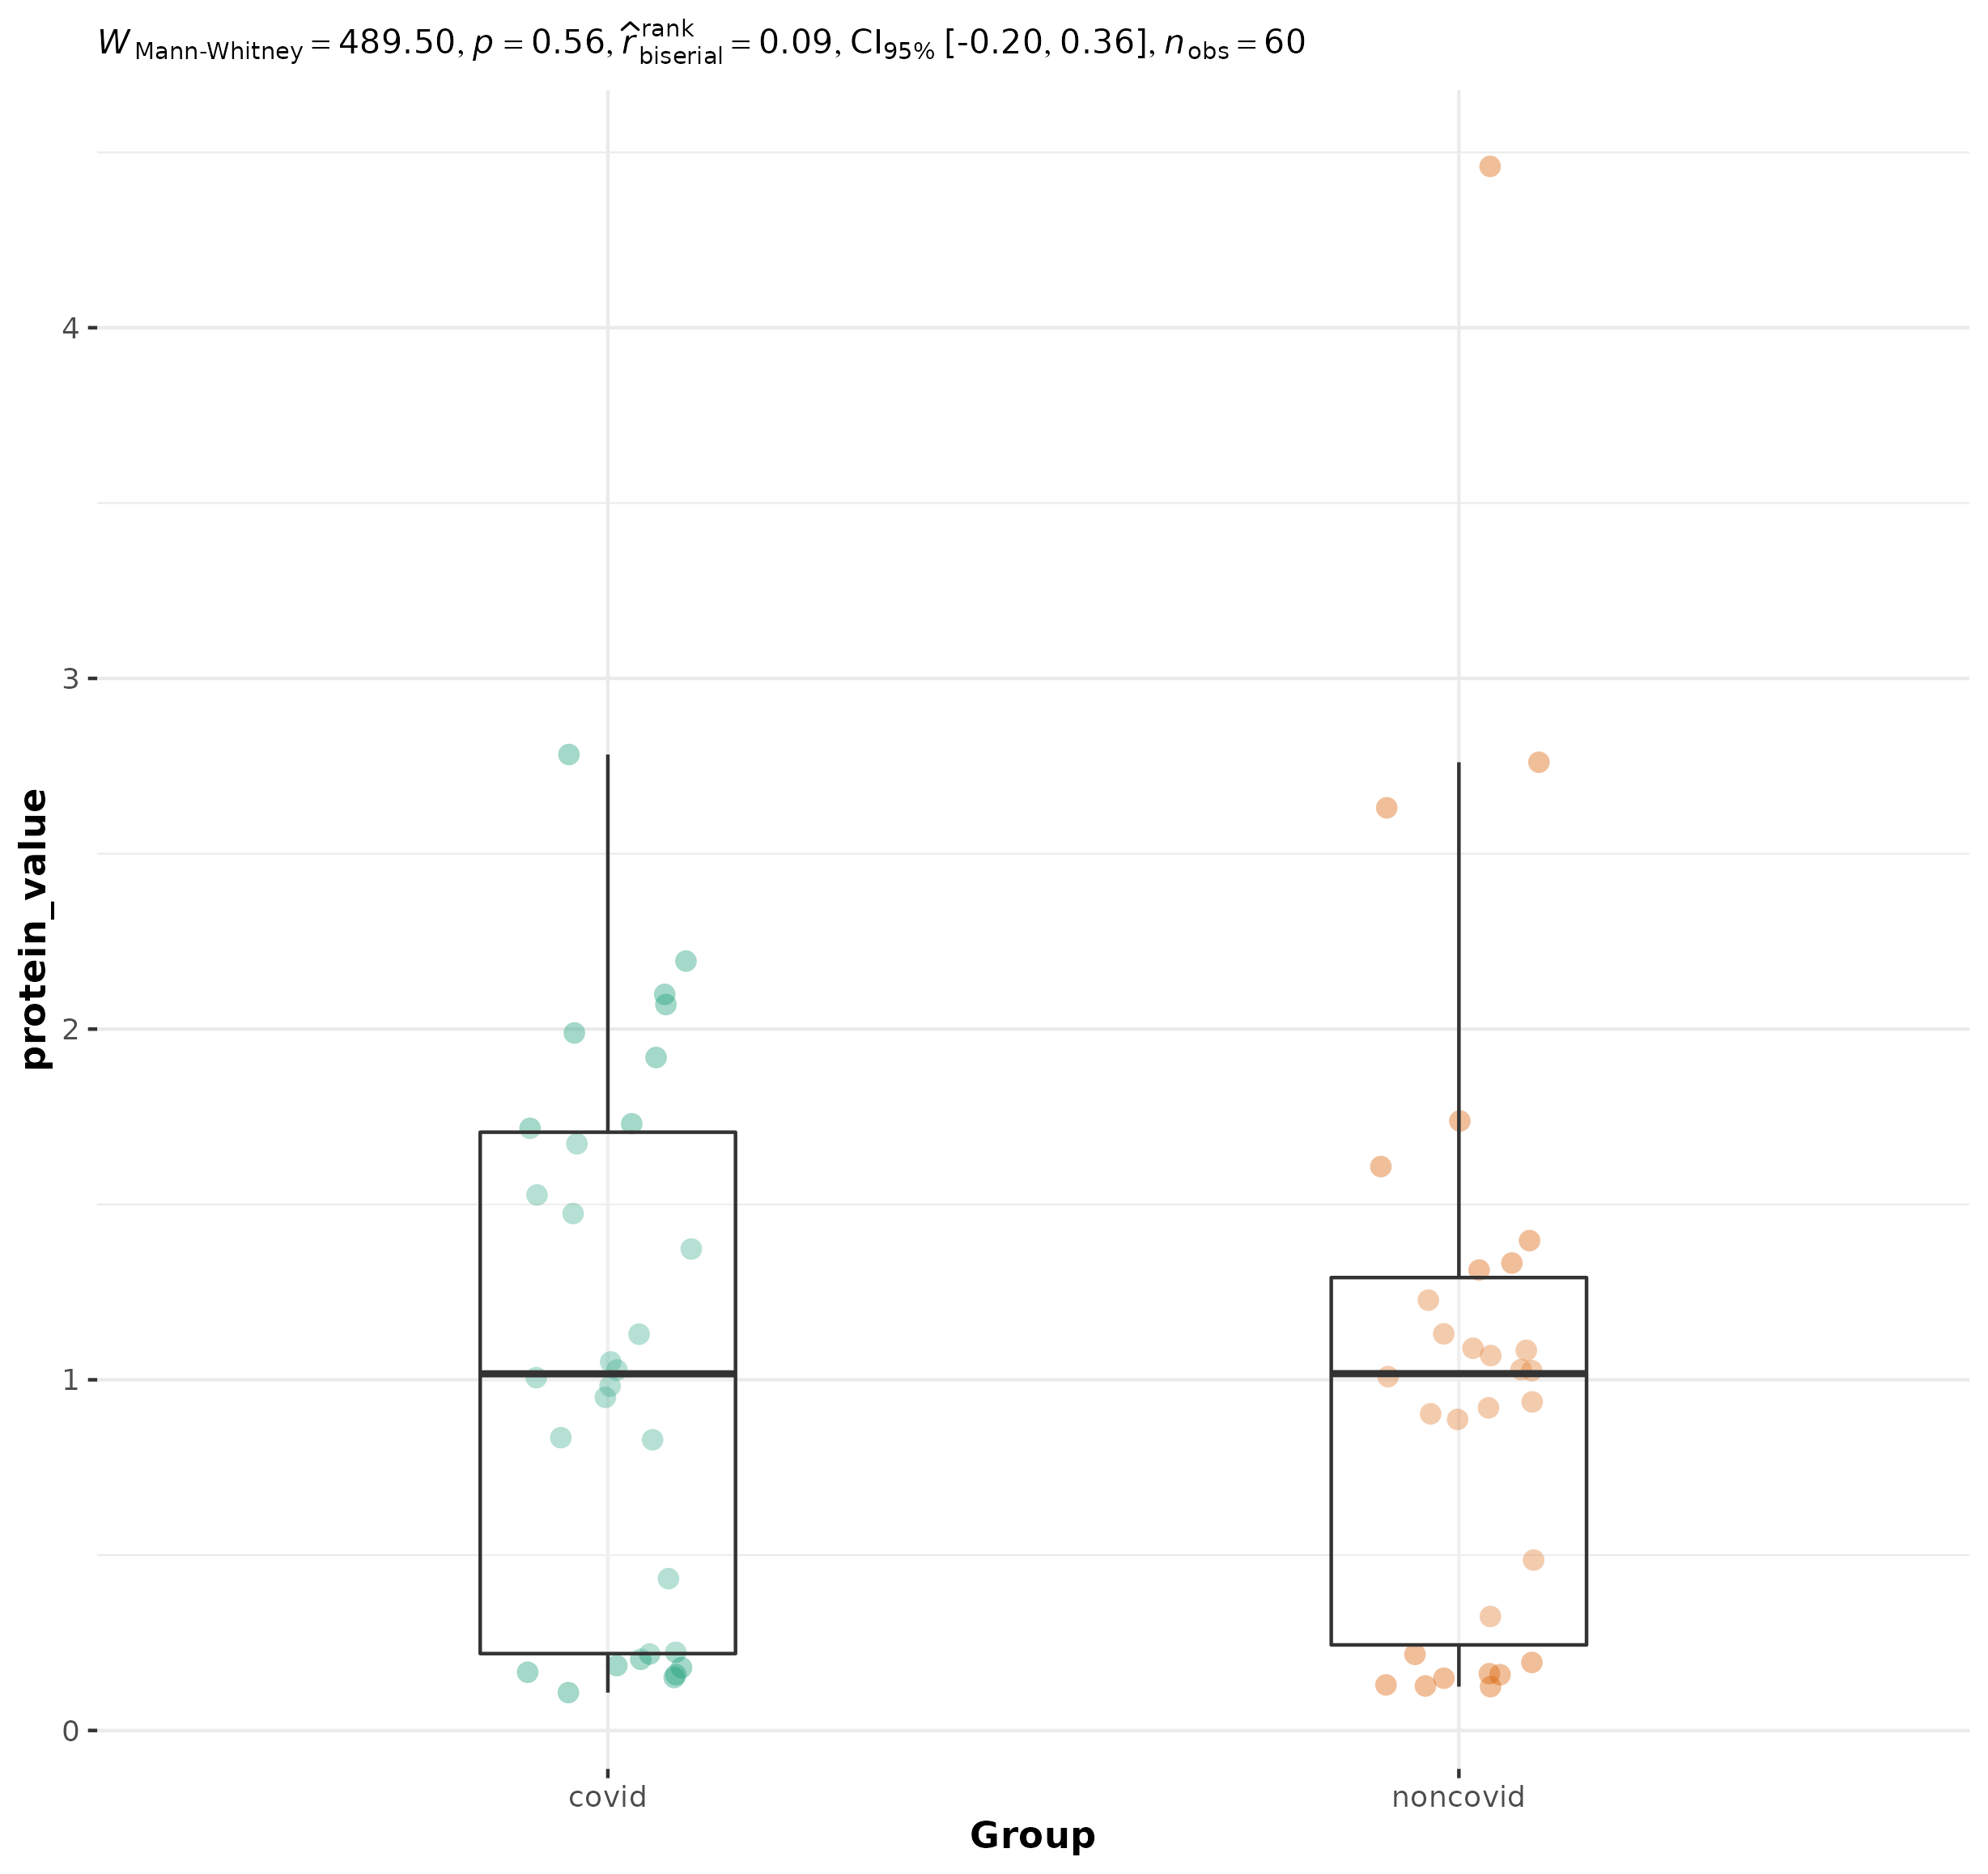 W Mann-Whitney = 489.50, p = 0.56, r̂ rank biserial = 0.09, CI95% [-0.20, 0.36], nobs = 60
4
3
2
1
0
protein_value
covid noncovid
Group